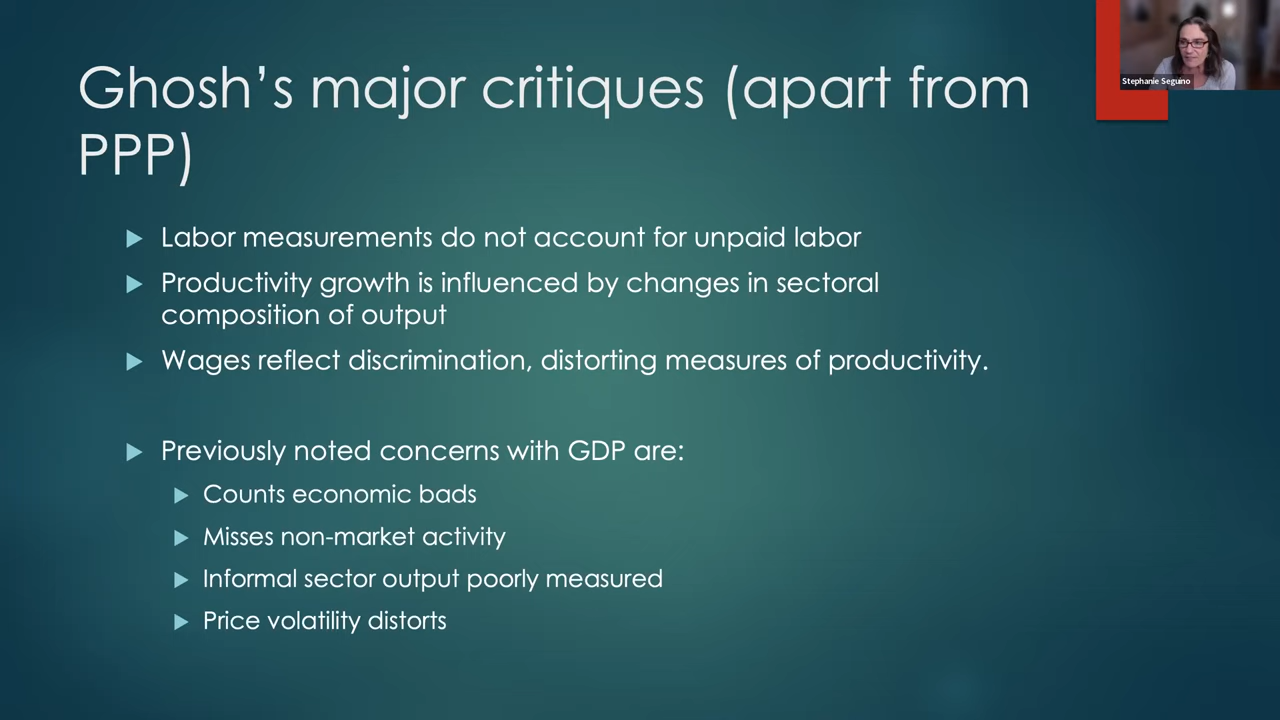 Ghosh's major critiques (apart from
PPP)
Stephanie Seguino
Labor measurements do not account for unpaid labor
Productivity growth is influenced by changes in sectoral
composition of output
Wages reflect discrimination, distorting measures of productivity.
Previously noted concerns with GDP are:
Counts economic bads
Misses non-market activity
Informal sector output poorly measured
Price volatility distorts